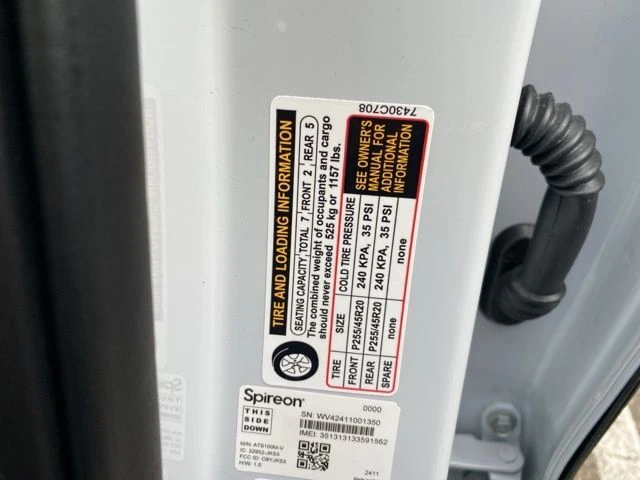 TIRE AND LOADING INFORMATION
SEATING CAPACITY TOTAL 7 FRONT 2 REAR 5
The combined weight of occupants and cargo
should never exceed 525 kg or 1157 lbs.
TIRE SIZE COLD TIRE PRESSURE
FRONT P255/45R20 240 KPA, 35 PSI
REAR P255/45R20 240 KPA, 35 PSI
SPARE none none
SEE OWNER'S
MANUAL FOR
ADDITIONAL
INFORMATION
7430C708
Spireon 0000
THIS
SIDE
DOWN
SN: WV42411001350
IMEI: 351313133591562
M/N: ATS100M-V
IC: 22952-JKS3
FCC ID: O9YJKS3
H/W: 1.0
2411